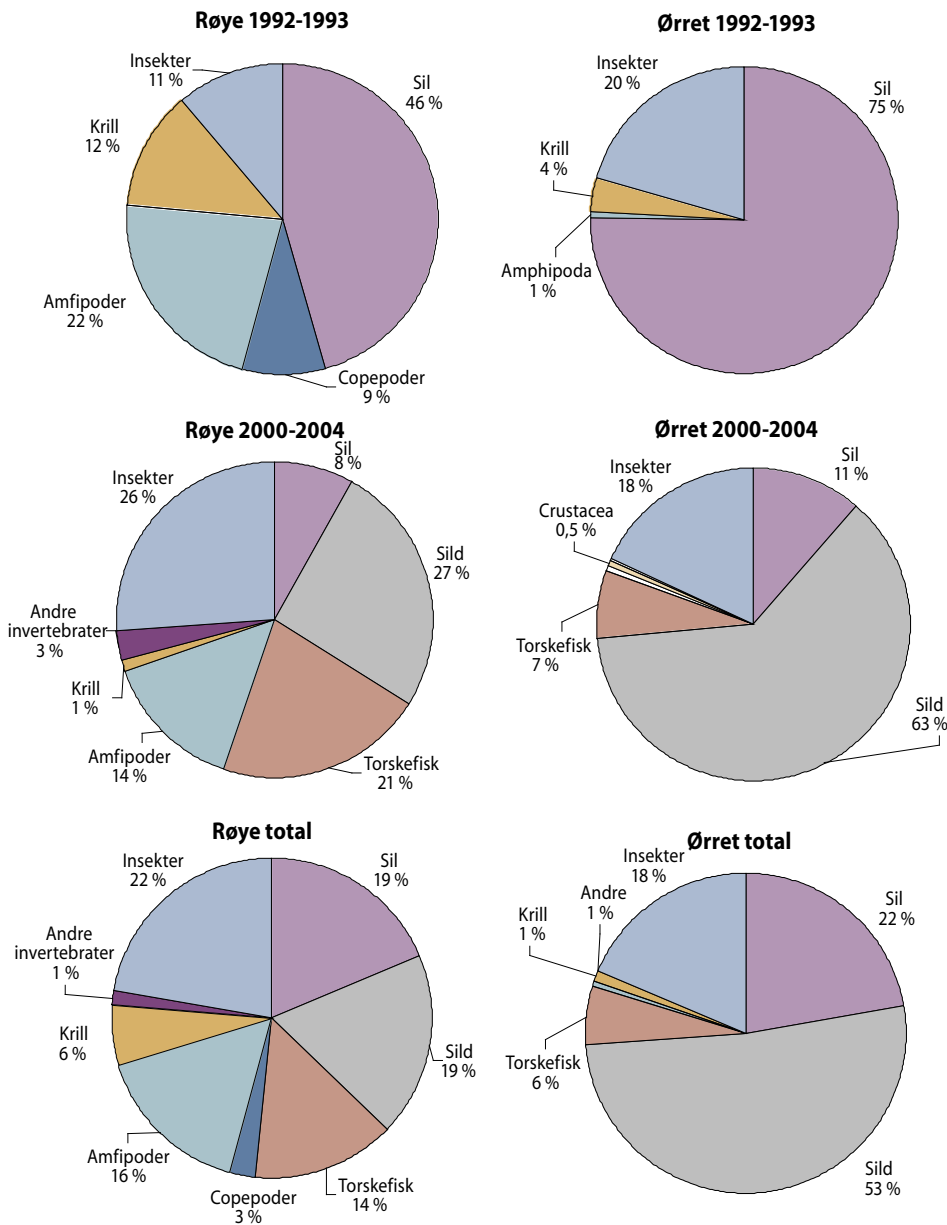 Røye 1992-1993
Insekter
11 %
Sil
46 %
Krill
12 %
Amfipoder
22 %
Copepoder
9 %
Ørret 1992-1993
Insekter
20 %
Sil
75 %
Krill
4 %
Amphipoda
1 %
Røye 2000-2004
Sil
8 %
Insekter
26 %
Sild
27 %
Andre
invertebrater
3 %
Krill
1 %
Amfipoder
14 %
Torskefisk
21 %
Ørret 2000-2004
Insekter
18 %
Sil
11 %
Crustacea
0,5 %
Torskefisk
7 %
Sild
63 %
Røye total
Insekter
22 %
Sil
19 %
Andre
invertebrater
1 %
Krill
6 %
Sild
19 %
Amfipoder
16 %
Copepoder
3 %
Torskefisk
14 %
Ørret total
Insekter
18 %
Andre
1 %
Krill
1 %
Sil
22 %
Torskefisk
6 %
Sild
53 %